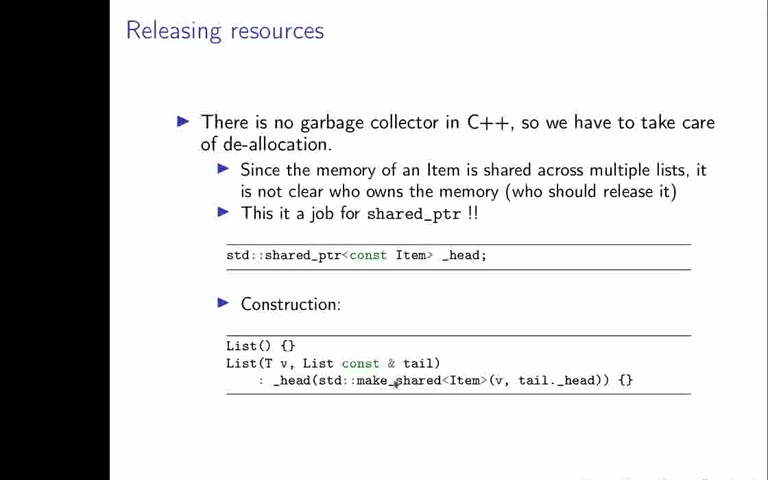 Releasing resources
▶ There is no garbage collector in C++, so we have to take care
of de-allocation.
▶ Since the memory of an Item is shared across multiple lists, it
is not clear who owns the memory (who should release it)
▶ This it a job for shared_ptr !!
std::shared_ptr<const Item> _head;
▶ Construction:
List() {}
List(T v, List const & tail)
: _head(std::make_shared<Item>(v, tail._head)) {}